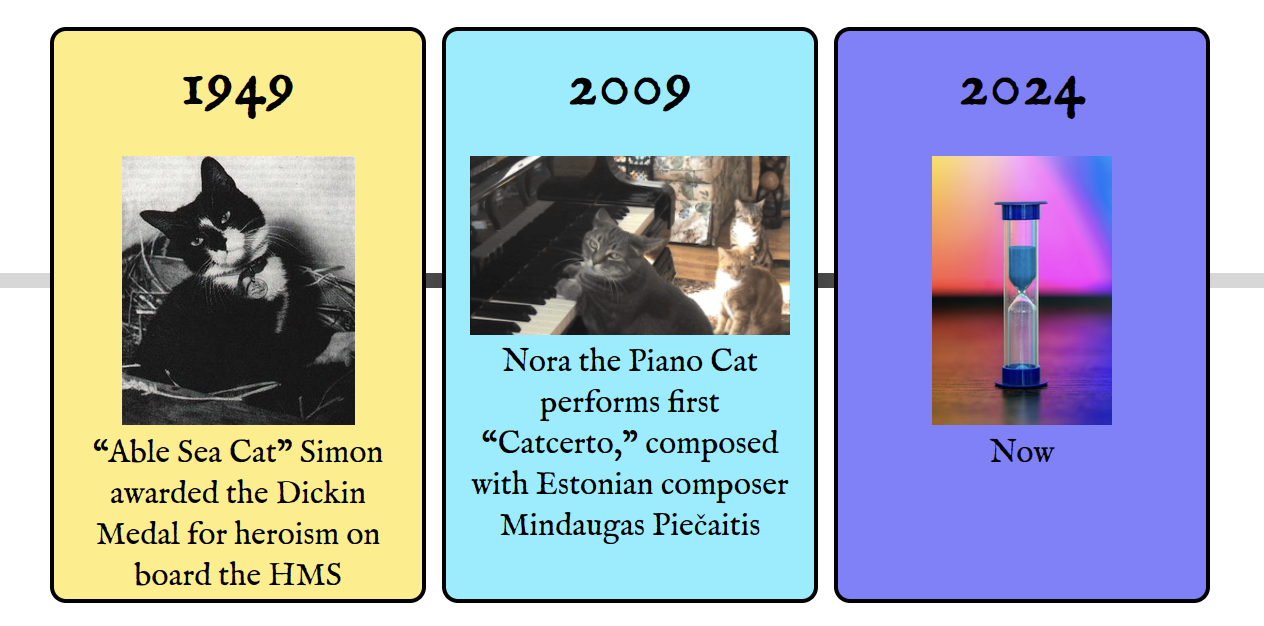 1949
“Able Sea Cat” Simon
awarded the Dickin
Medal for heroism on
board the HMS
2009
Nora the Piano Cat
performs first
“Catcerto,” composed
with Estonian composer
Mindaugas Piečaitis
2024
Now